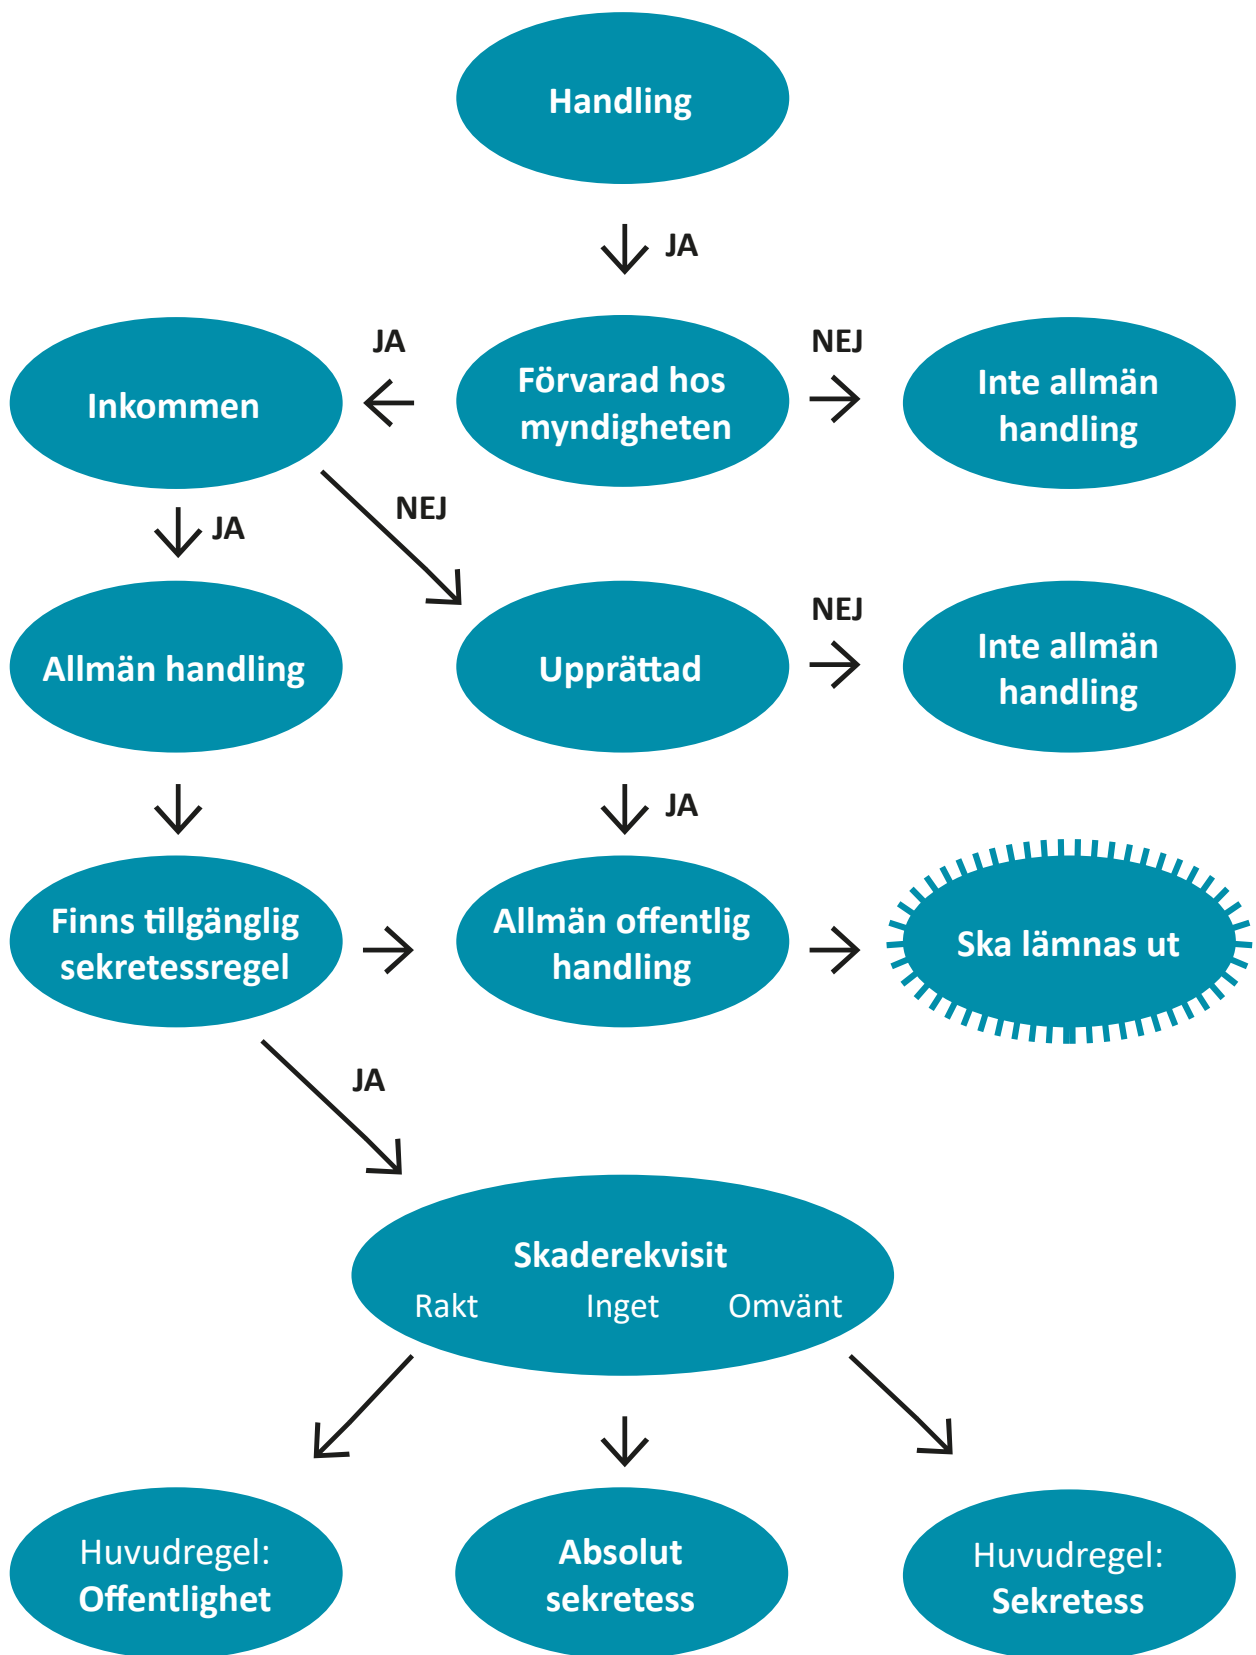 Handling
JA
JA
NEJ
Inkommen
Förvarad hos
myndigheten
Inte allmän
handling
JA
NEJ
NEJ
Allmän handling
Upprättad
Inte allmän
handling
JA
Finns tillgänglig
sekretessregel
Allmän offentlig
handling
Ska lämnas ut
JA
Skaderekvisit
Rakt Inget Omvänt
Huvudregel:
Offentlighet
Absolut
sekretess
Huvudregel:
Sekretess